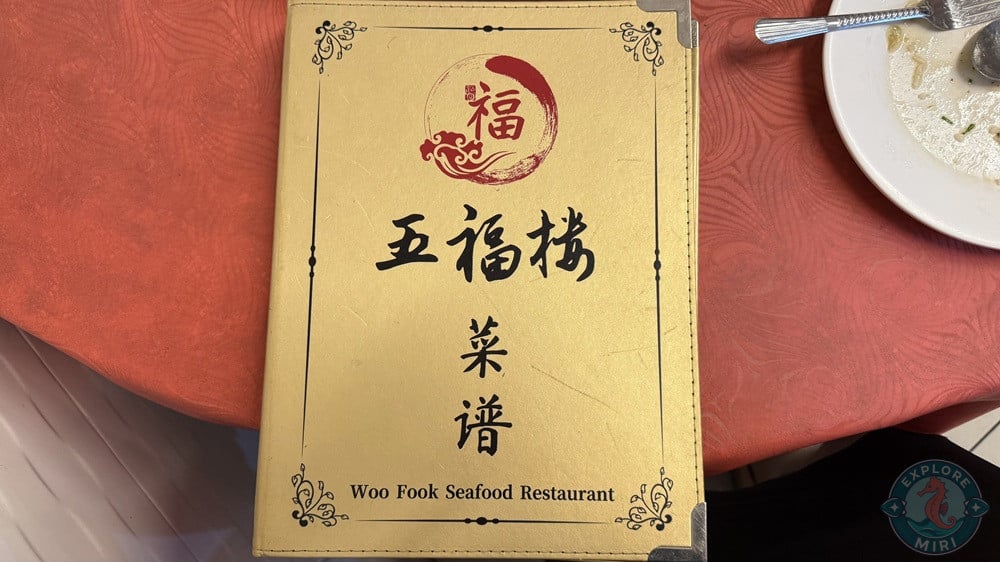 福
五福楼
菜
谱
Woo Fook Seafood Restaurant
EXPLORE
MIRI